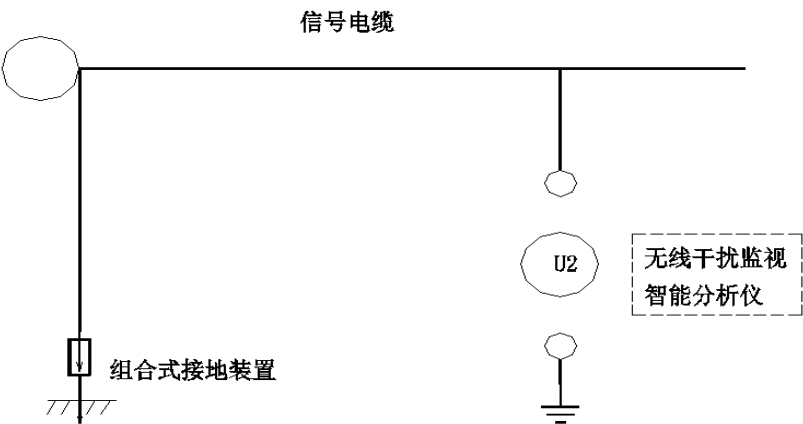 信号电缆
U2
无线干扰监视
智能分析仪
组合式接地装置